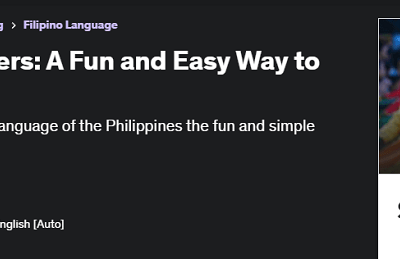 g > Filipino Language
ers: A Fun and Easy Way to
anguage of the Philippines the fun and simple
nglish [Auto]